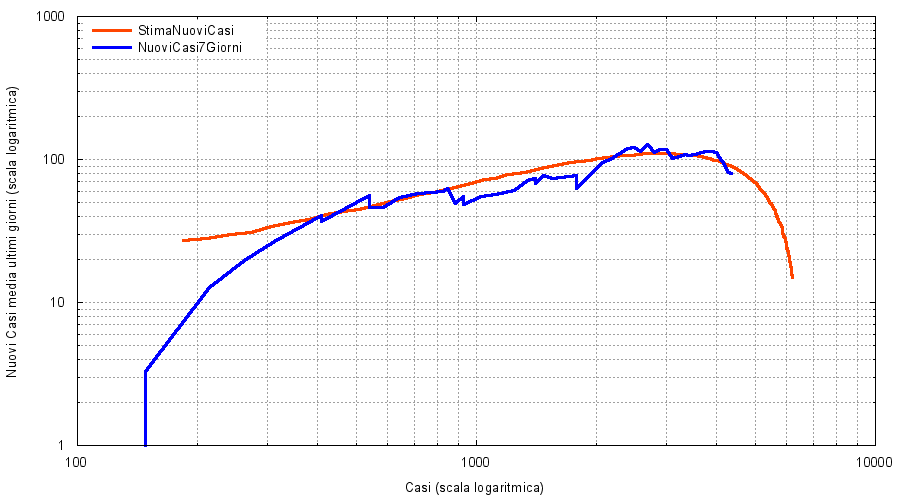 1000
StimaNuoviCasi
NuoviCasi7Giorni
100
10
1
100
1000
10000
Nuovi Casi media ultimi giorni (scala logaritmica)
Casi (scala logaritmica)